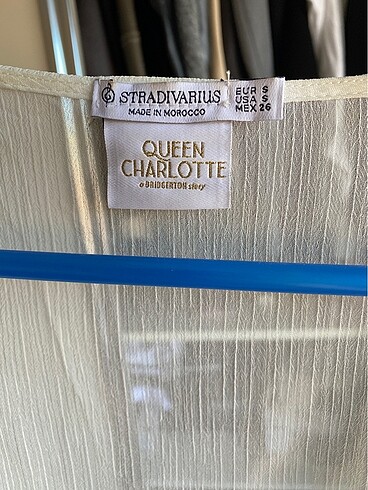 STRADIVARIUS
MADE IN MOROCCO
EUR S
USA S
MEX 26
QUEEN
CHARLOTTE
a BRIDGERTON story